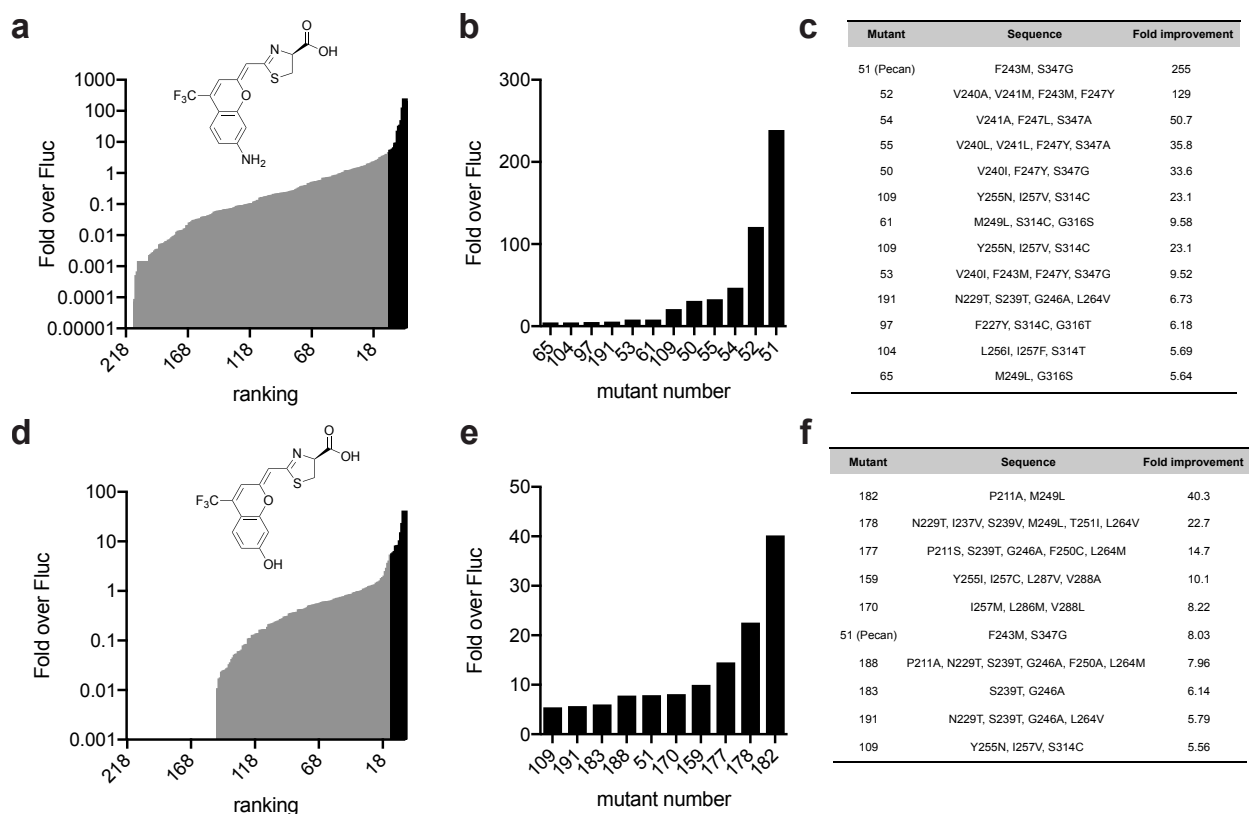 a
O
N
OH
S
F3C
O
NH2
Fold over Fluc
1000
100
10
1
0.1
0.01
0.001
0.0001
0.00001
218 168 118 68 18
ranking
b
Fold over Fluc
300
200
100
0
65 104 97 191 53 61 109 50 55 54 52 51
mutant number
c
Mutant Sequence Fold improvement
51 (Pecan) F243M, S347G 255
52 V240A, V241M, F243M, F247Y 129
54 V241A, F247L, S347A 50.7
55 V240L, V241L, F247Y, S347A 35.8
50 V240I, F247Y, S347G 33.6
109 Y255N, I257V, S314C 23.1
61 M249L, S314C, G316S 9.58
109 Y255N, I257V, S314C 23.1
53 V240I, F243M, F247Y, S347G 9.52
191 N229T, S239T, G246A, L264V 6.73
97 F227Y, S314C, G316T 6.18
104 L256I, I257F, S314T 5.69
65 M249L, G316S 5.64
d
O
N
OH
S
F3C
O
OH
Fold over Fluc
100
10
1
0.1
0.01
0.001
218 168 118 68 18
ranking
e
Fold over Fluc
50
40
30
20
10
0
109 191 183 188 51 170 159 177 178 182
mutant number
f
Mutant Sequence Fold improvement
182 P211A, M249L 40.3
178 N229T, I237V, S239V, M249L, T251I, L264V 22.7
177 P211S, S239T, G246A, F250C, L264M 14.7
159 Y255I, I257C, L287V, V288A 10.1
170 I257M, L286M, V288L 8.22
51 (Pecan) F243M, S347G 8.03
188 P211A, N229T, S239T, G246A, F250A, L264M 7.96
183 S239T, G246A 6.14
191 N229T, S239T, G246A, L264V 5.79
109 Y255N, I257V, S314C 5.56